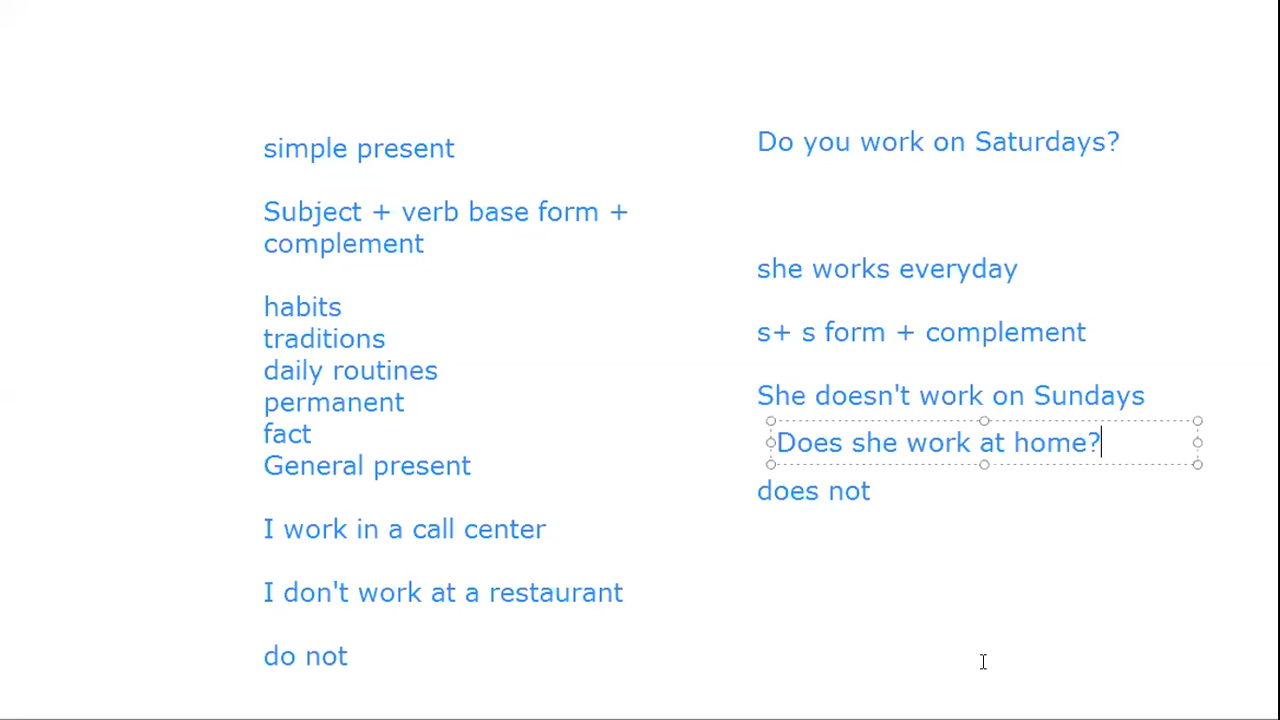 simple present
Subject + verb base form +
complement
habits
traditions
daily routines
permanent
fact
General present
I work in a call center
I don't work at a restaurant
do not
Do you work on Saturdays?
she works everyday
s+ s form + complement
She doesn't work on Sundays
Does she work at home?
does not